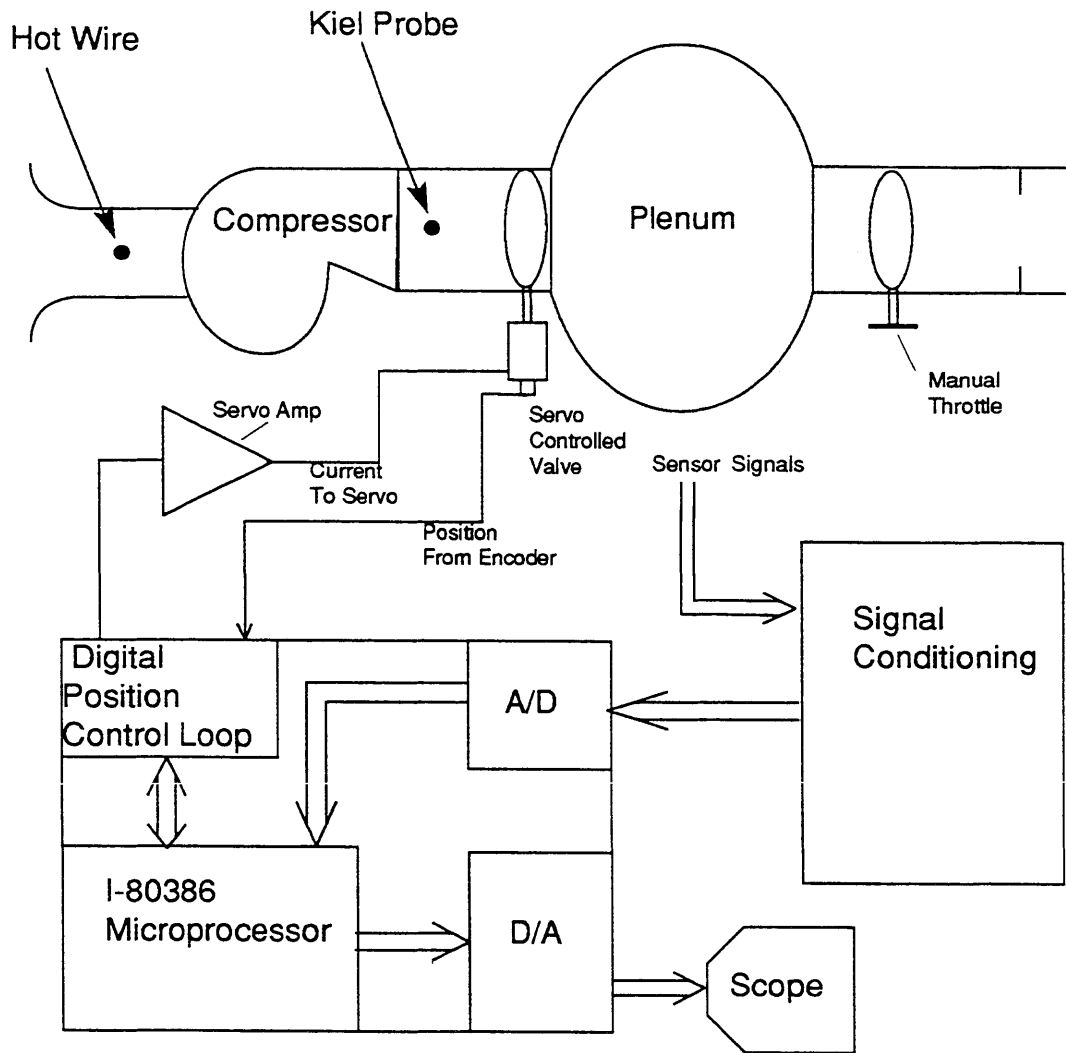 Hot Wire
Kiel Probe
Compressor
Plenum
Manual
Throttle
Servo Amp
Servo
Controlled
Valve
Current
To Servo
Sensor Signals
Position
From Encoder
Signal
Conditioning
Digital
Position
Control Loop
A/D
I-80386
Microprocessor
D/A
Scope